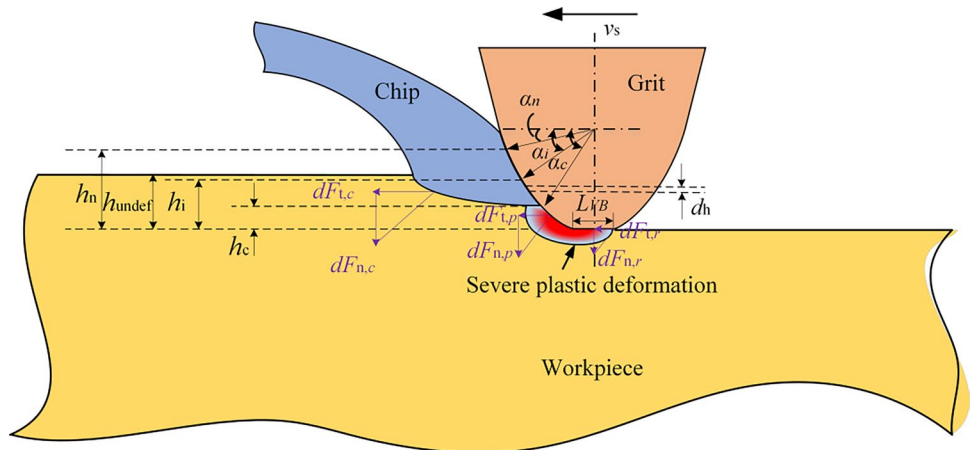 vs
Chip
Grit
αn
αi
αc
hn
hundef
hi
hc
dFt,c
dFn,c
dFt,p
dFn,p
LVB
dFt,r
dFn,r
dh
Severe plastic deformation
Workpiece